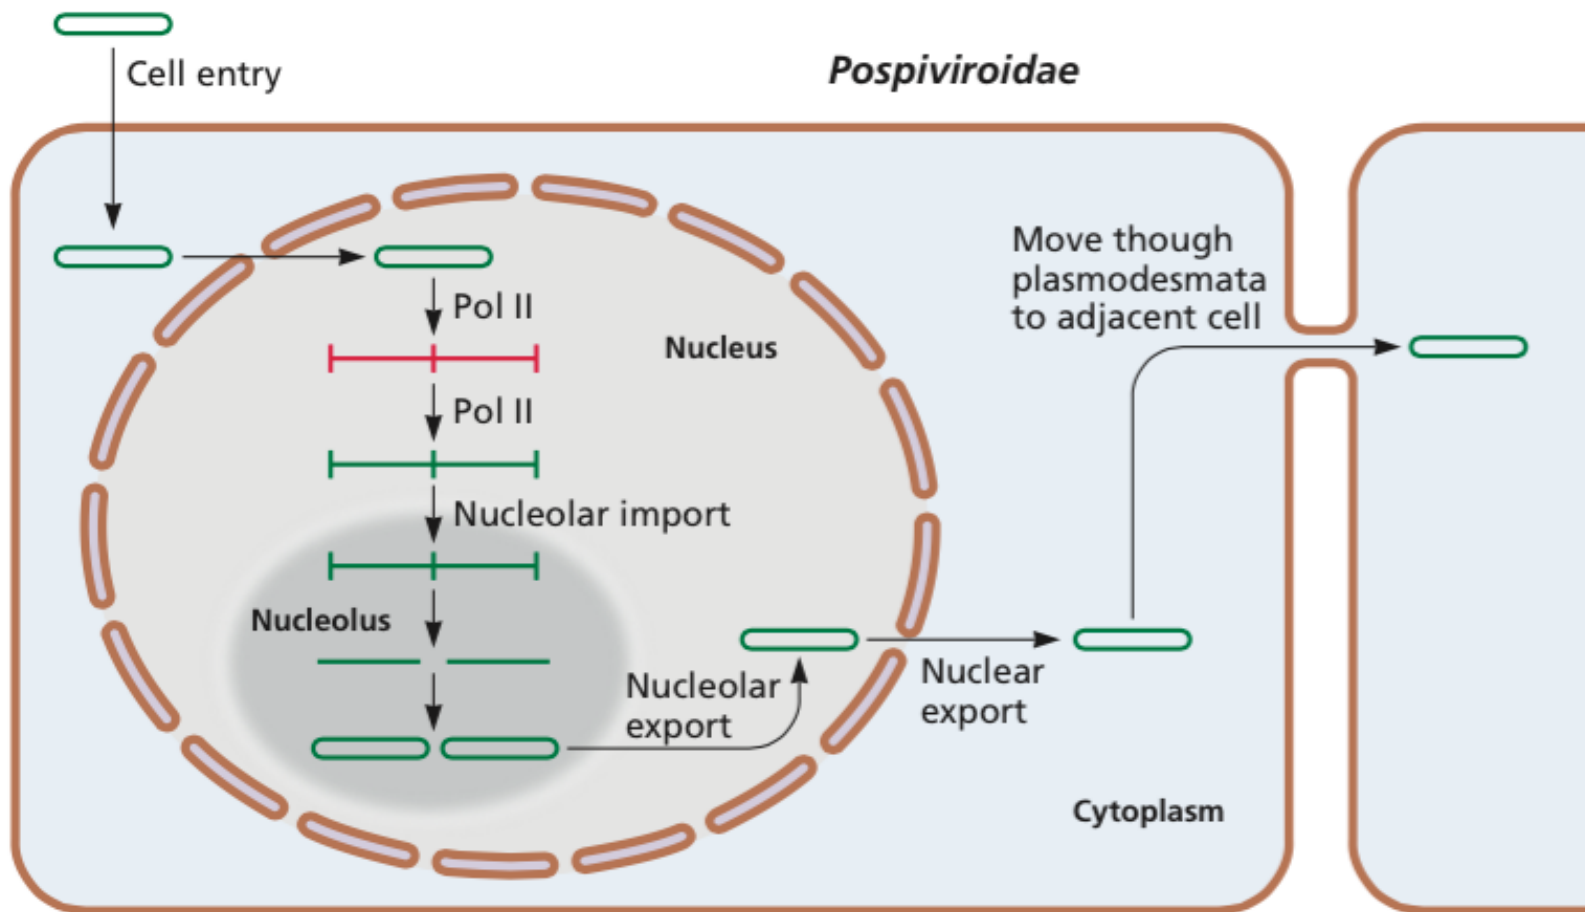 Cell entry
Pospiviroidae
Move though
plasmodesmata
to adjacent cell
Pol II
Nucleus
Pol II
Nucleolar import
Nucleolus
Nucleolar
export
Nuclear
export
Cytoplasm